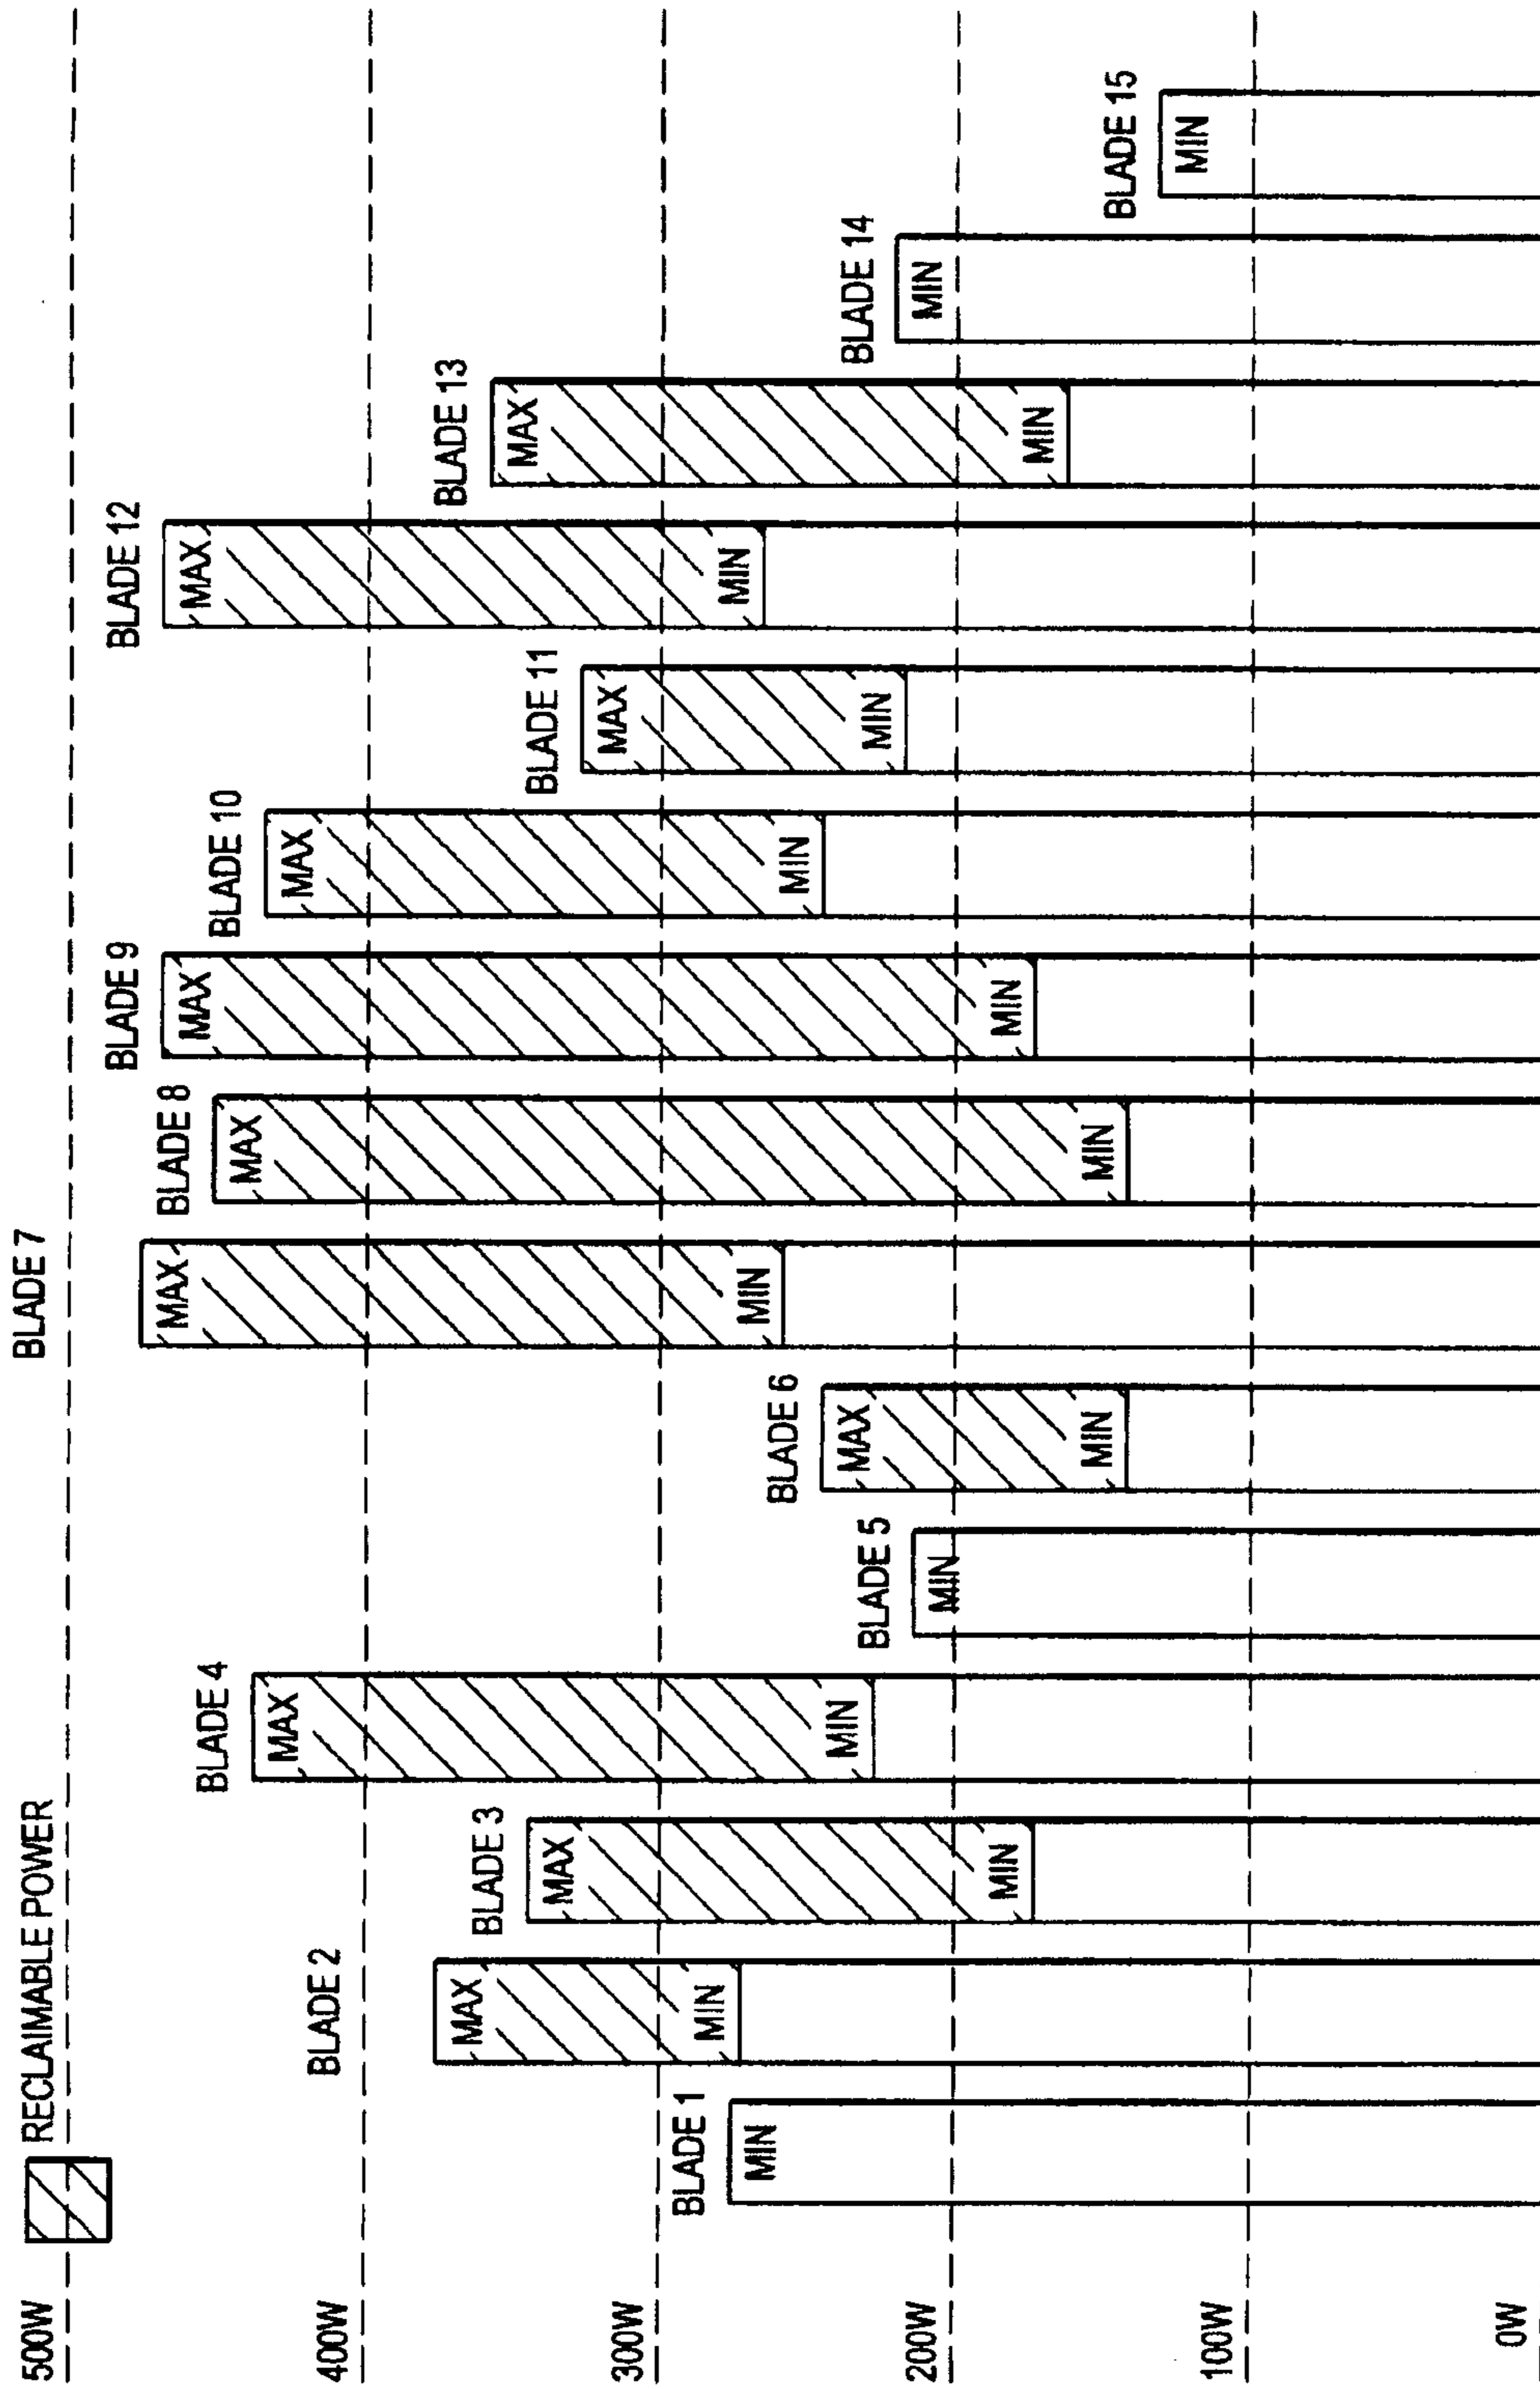 RECLAIMABLE POWER
500W
400W
300W
200W
100W
0W
BLADE 1
MIN
BLADE 2
MAX
MIN
BLADE 3
MAX
MIN
BLADE 4
MAX
MIN
BLADE 5
MIN
BLADE 6
MAX
MIN
BLADE 7
MAX
MIN
BLADE 8
MAX
MIN
BLADE 9
MAX
MIN
BLADE 10
MAX
MIN
BLADE 11
MAX
MIN
BLADE 12
MAX
MIN
BLADE 13
MAX
MIN
BLADE 14
MIN
BLADE 15
MIN